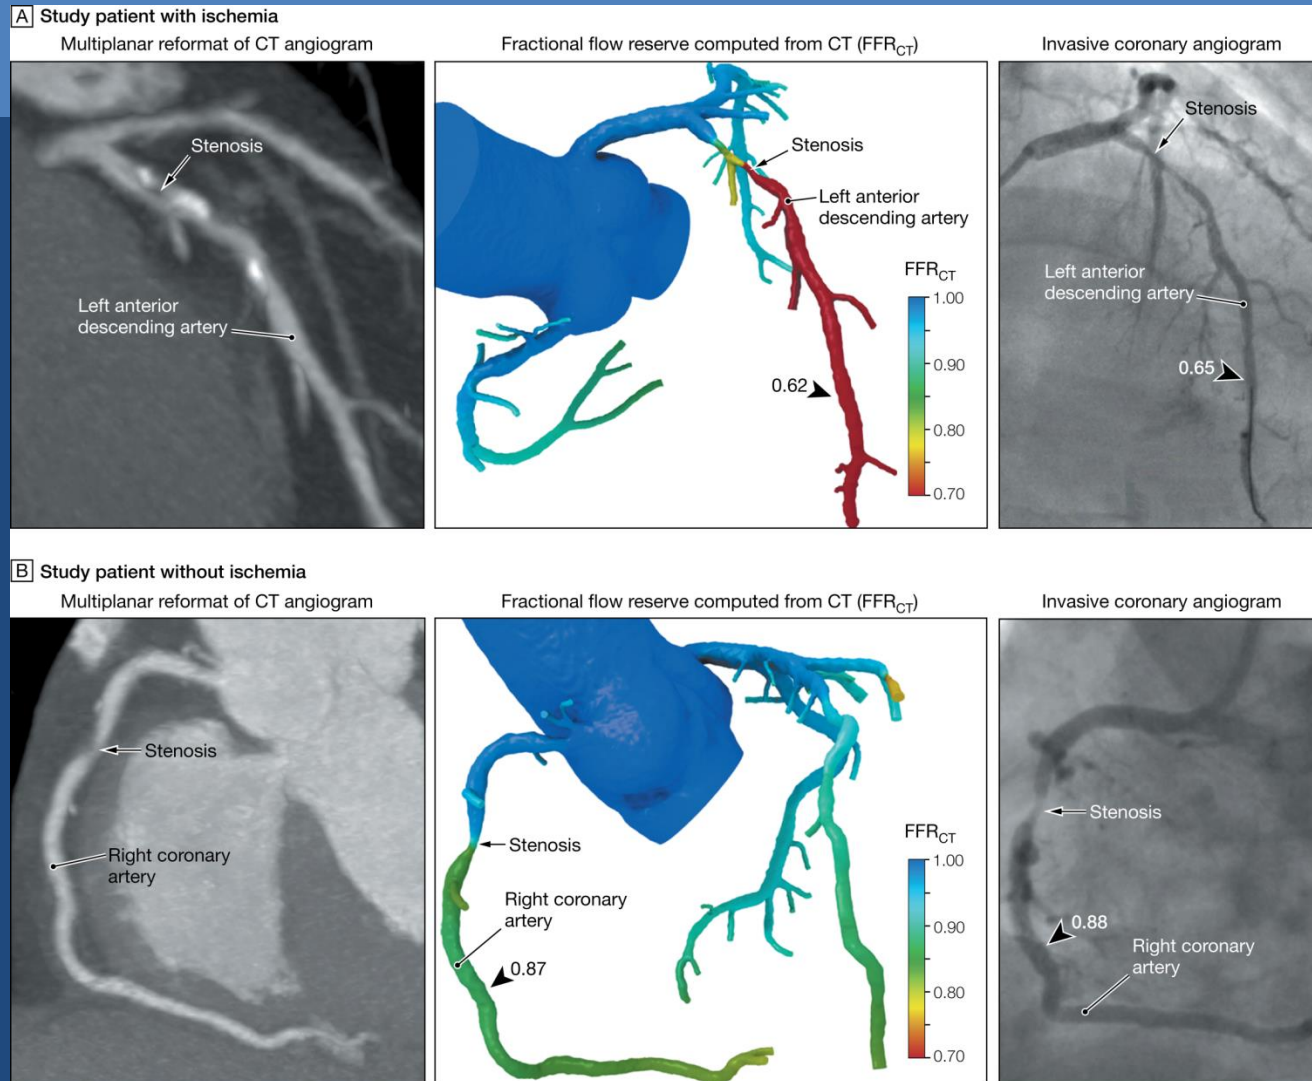 A Study patient with ischemia
Multiplanar reformat of CT angiogram
Stenosis
Left anterior
descending artery
Fractional flow reserve computed from CT (FFRCT)
Stenosis
Left anterior
descending artery
FFRCT
1.00
0.90
0.80
0.70
0.62
Invasive coronary angiogram
Stenosis
Left anterior
descending artery
0.65
B Study patient without ischemia
Multiplanar reformat of CT angiogram
Stenosis
Right coronary
artery
Fractional flow reserve computed from CT (FFRCT)
Stenosis
Right coronary
artery
0.87
FFRCT
1.00
0.90
0.80
0.70
Invasive coronary angiogram
Stenosis
0.88
Right coronary
artery